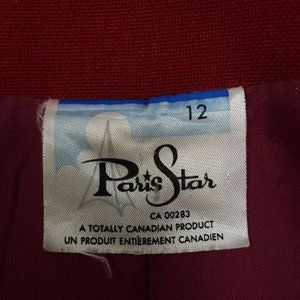 12
Paris Star
CA 00283
A TOTALLY CANADIAN PRODUCT
UN PRODUIT ENTIÈREMENT CANADIEN